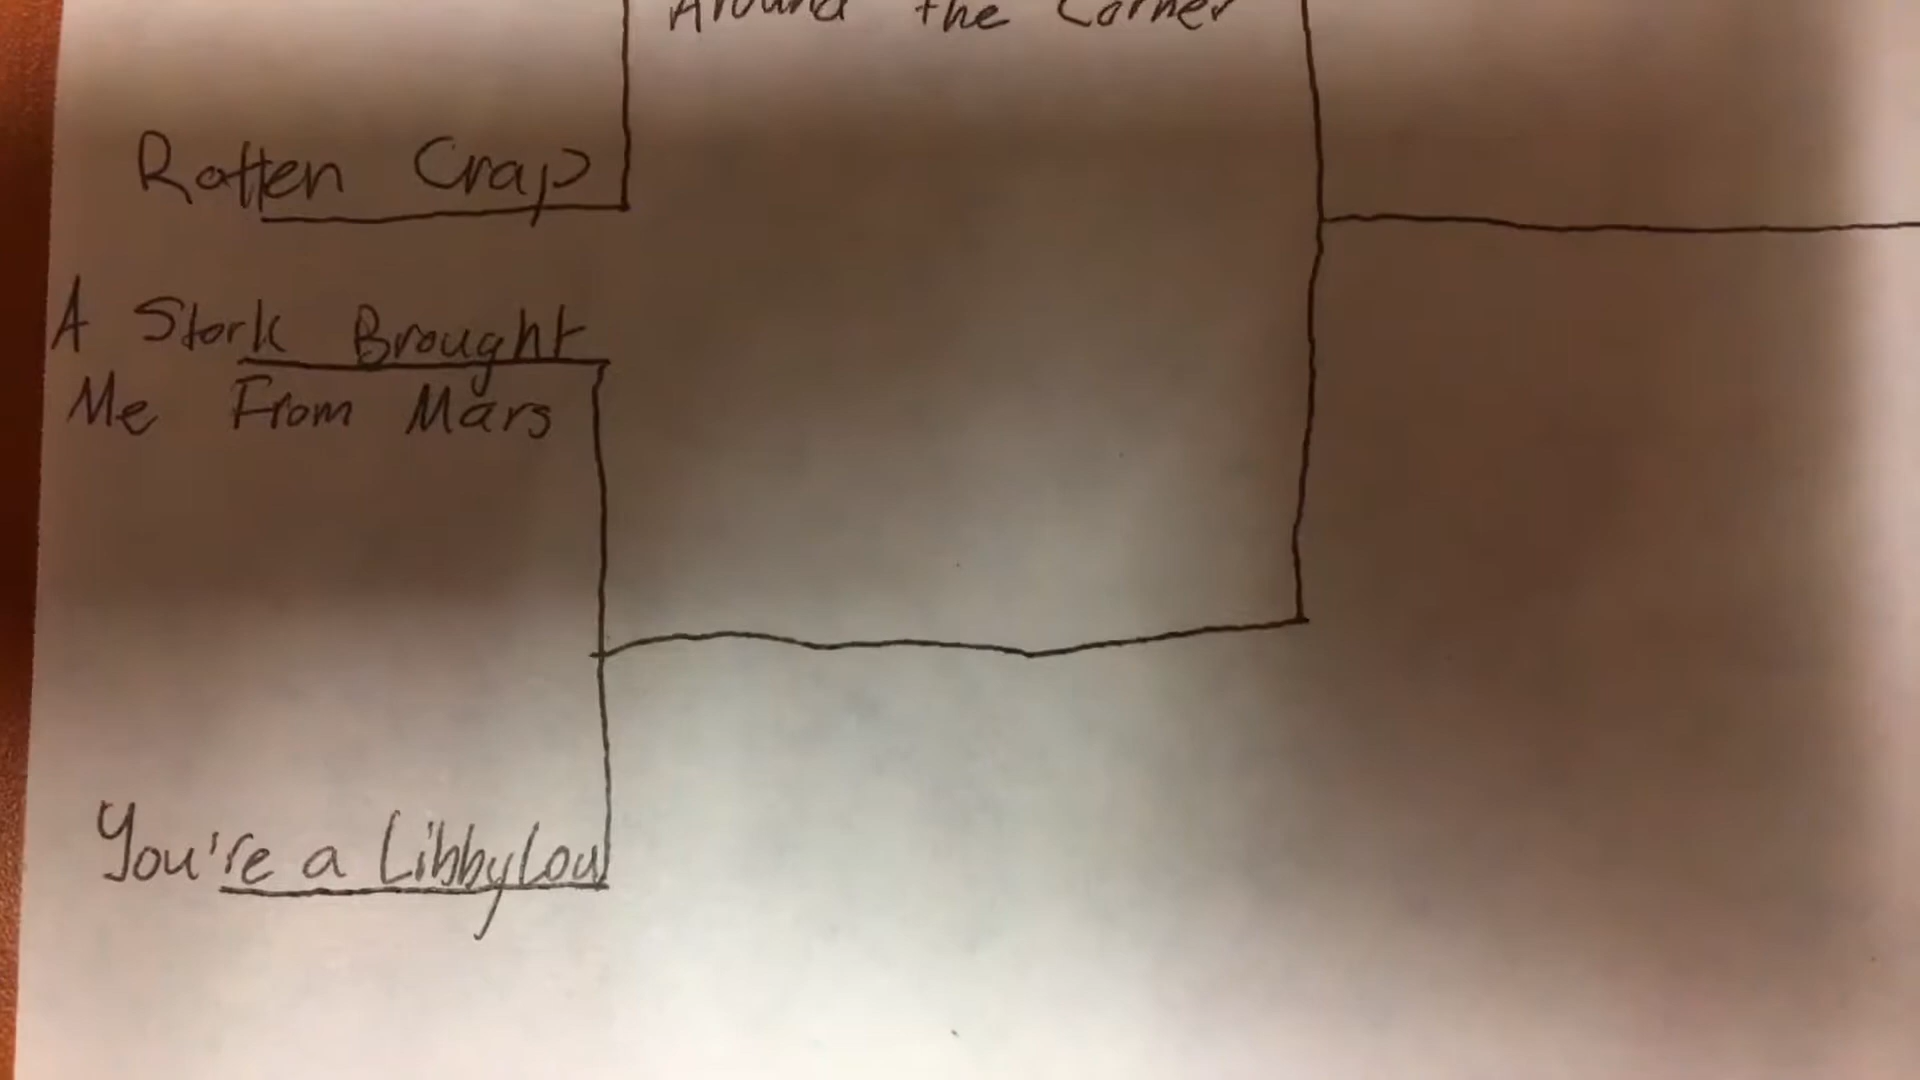 Around the Corner
Rotten Crap
A Stork Brought
Me From Mars
You're a Libbylou